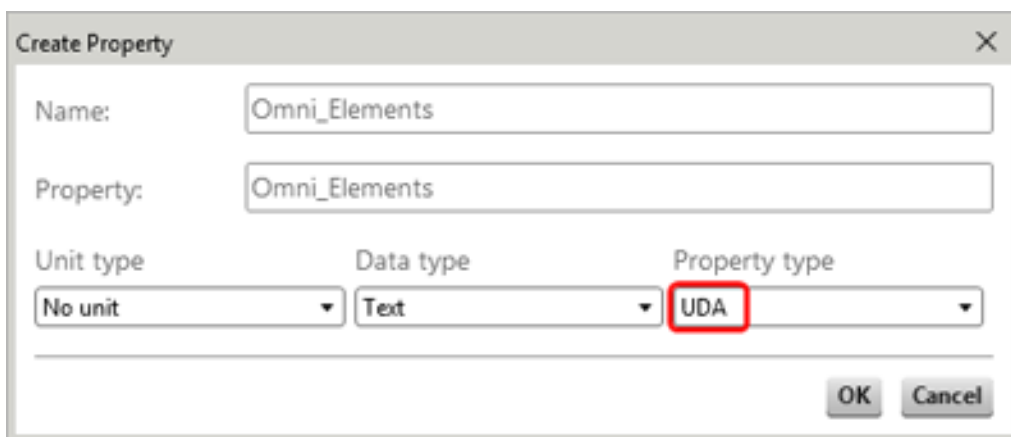 Create Property
Name: Omni_Elements
Property: Omni_Elements
Unit type Data type Property type
No unit Text UDA
OK Cancel